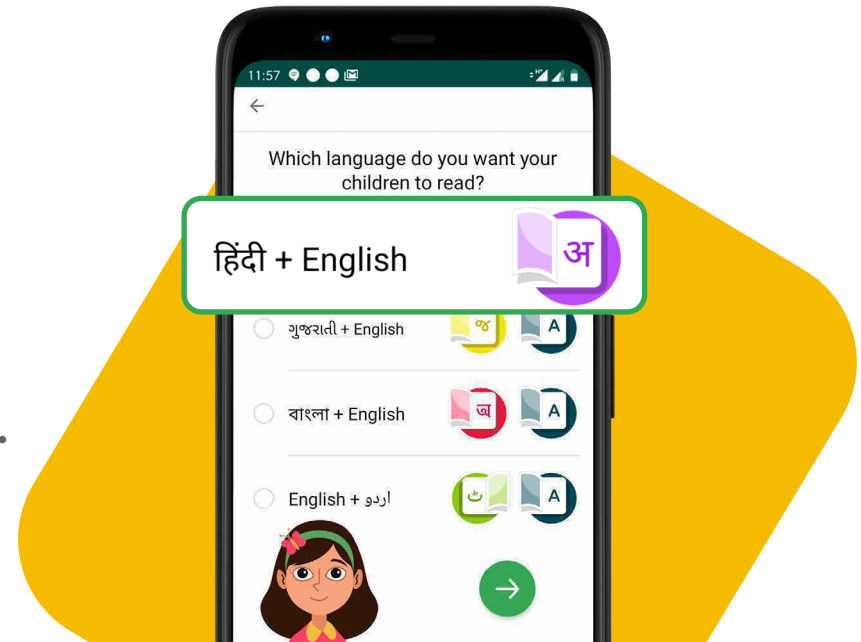 11:57
Which language do you want your
children to read?
हिंदी + English
अ
ગુજરાતી + English
જ
A
বাংলা + English
অ
A
English + اردو
ٹ
A